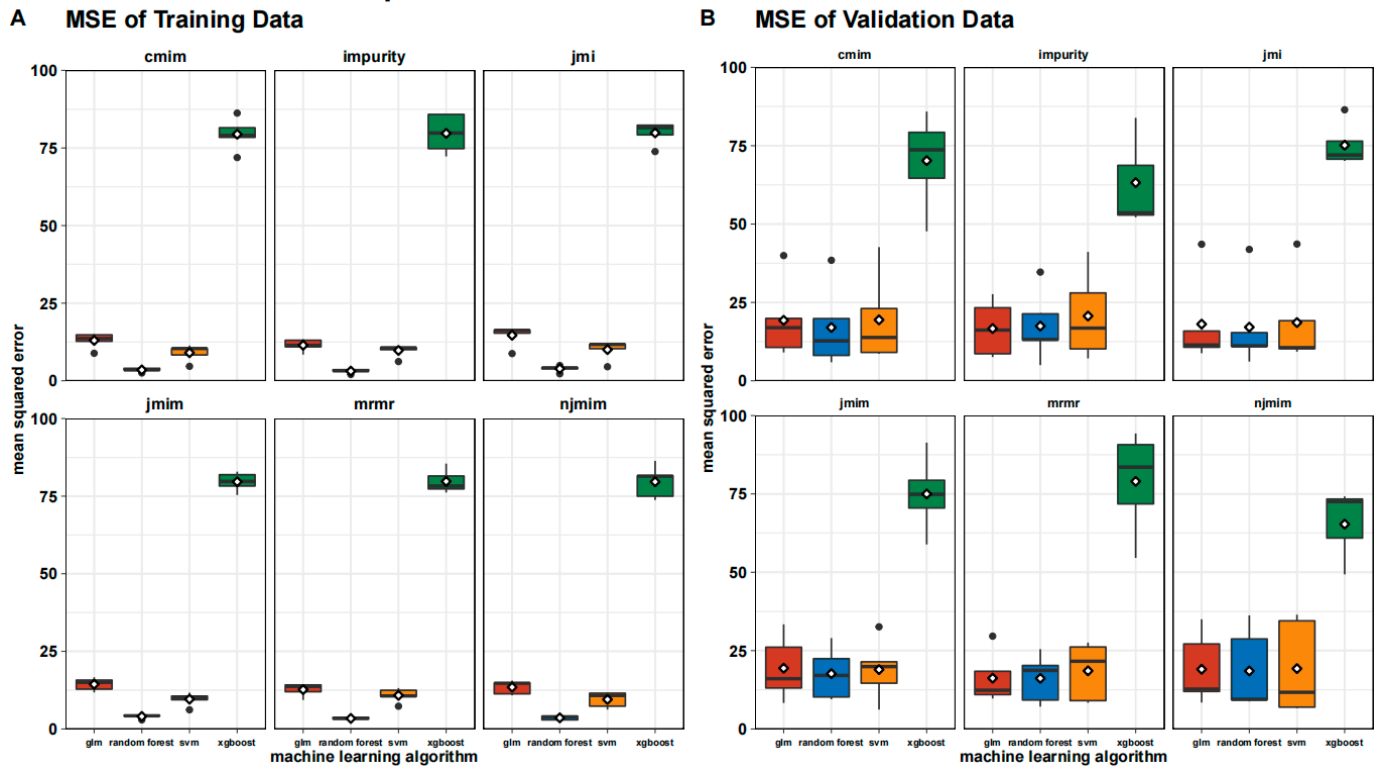 A MSE of Training Data
cmim impurity jmi
100
75
50
25
0
jmim mrmr njmim
100
75
50
25
0
mean squared error
glm random forest svm xgboost glm random forest svm xgboost glm random forest svm xgboost
machine learning algorithm
B MSE of Validation Data
cmim impurity jmi
100
75
50
25
0
jmim mrmr njmim
100
75
50
25
0
mean squared error
glm random forest svm xgboost glm random forest svm xgboost glm random forest svm xgboost
machine learning algorithm